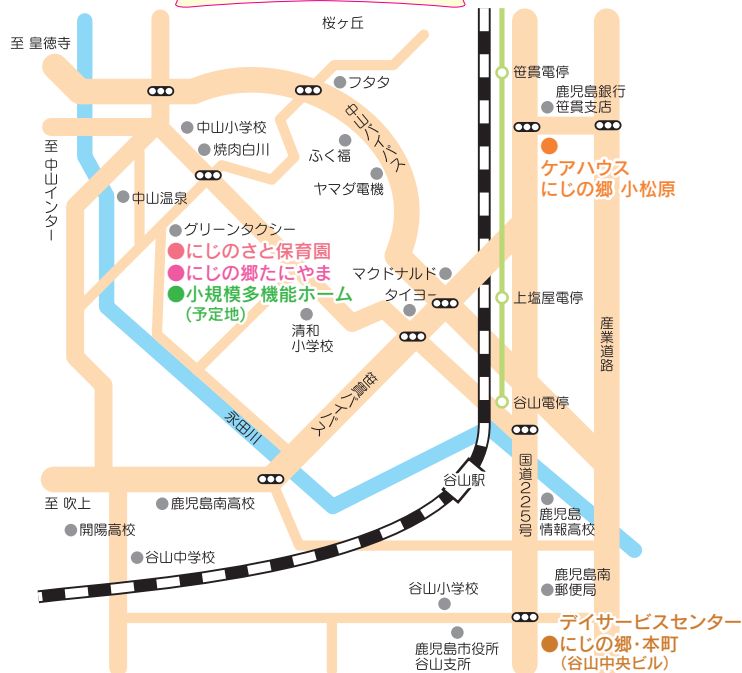 桜ヶ丘
至 皇徳寺
フタタ
笹貫電停
鹿児島銀行
笹貫支店
中山バイパス
中山小学校
焼肉白川
ふく福
ヤマダ電機
至 中山インター
ケアハウス
にじの郷 小松原
中山温泉
グリーンタクシー
にじのさと保育園
にじの郷たにやま
小規模多機能ホーム
(予定地)
マクドナルド
タイヨー
上塩屋電停
清和
小学校
産業道路
笹貫バイパス
谷山電停
永田川
谷山駅
国道225号
至 吹上
鹿児島南高校
開陽高校
鹿児島
情報高校
谷山中学校
鹿児島南
郵便局
谷山小学校
デイサービスセンター
にじの郷・本町
(谷山中央ビル)
鹿児島市役所
谷山支所